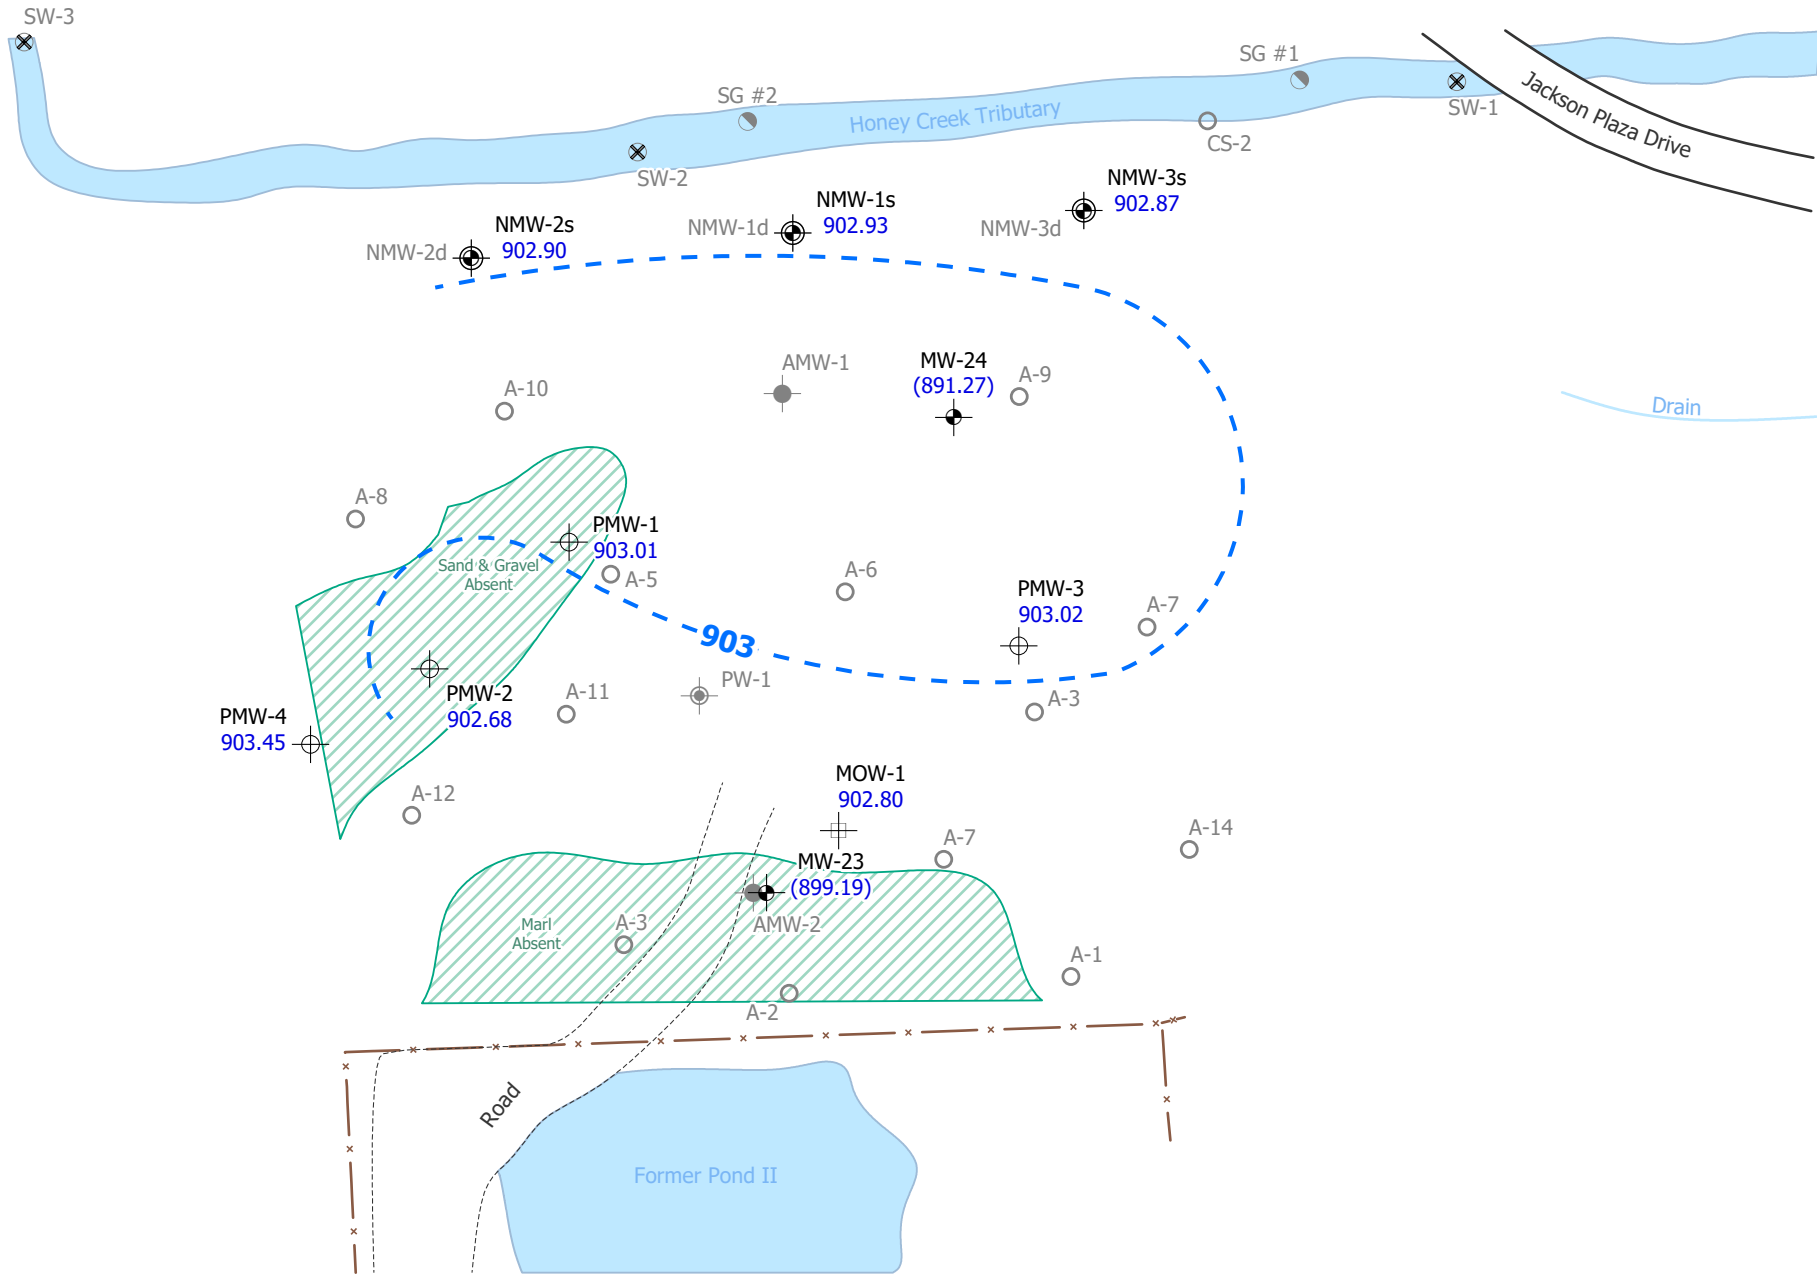 SW-3
SG #1
SG #2
Jackson Plaza Drive
SW-1
Honey Creek Tributary
CS-2
SW-2
NMW-3s
902.87
NMW-1s
902.93
NMW-1d
NMW-3d
NMW-2s
902.90
NMW-2d
AMW-1
MW-24
(891.27)
A-9
A-10
Drain
A-8
PMW-1
903.01
Sand & Gravel
Absent
A-5
A-6
PMW-3
903.02
A-7
903
PW-1
PMW-2
902.68
A-11
A-3
PMW-4
903.45
MOW-1
902.80
A-12
A-7
A-14
MW-23
(899.19)
Marl
Absent
A-3
AMW-2
A-1
A-2
Road
Former Pond II